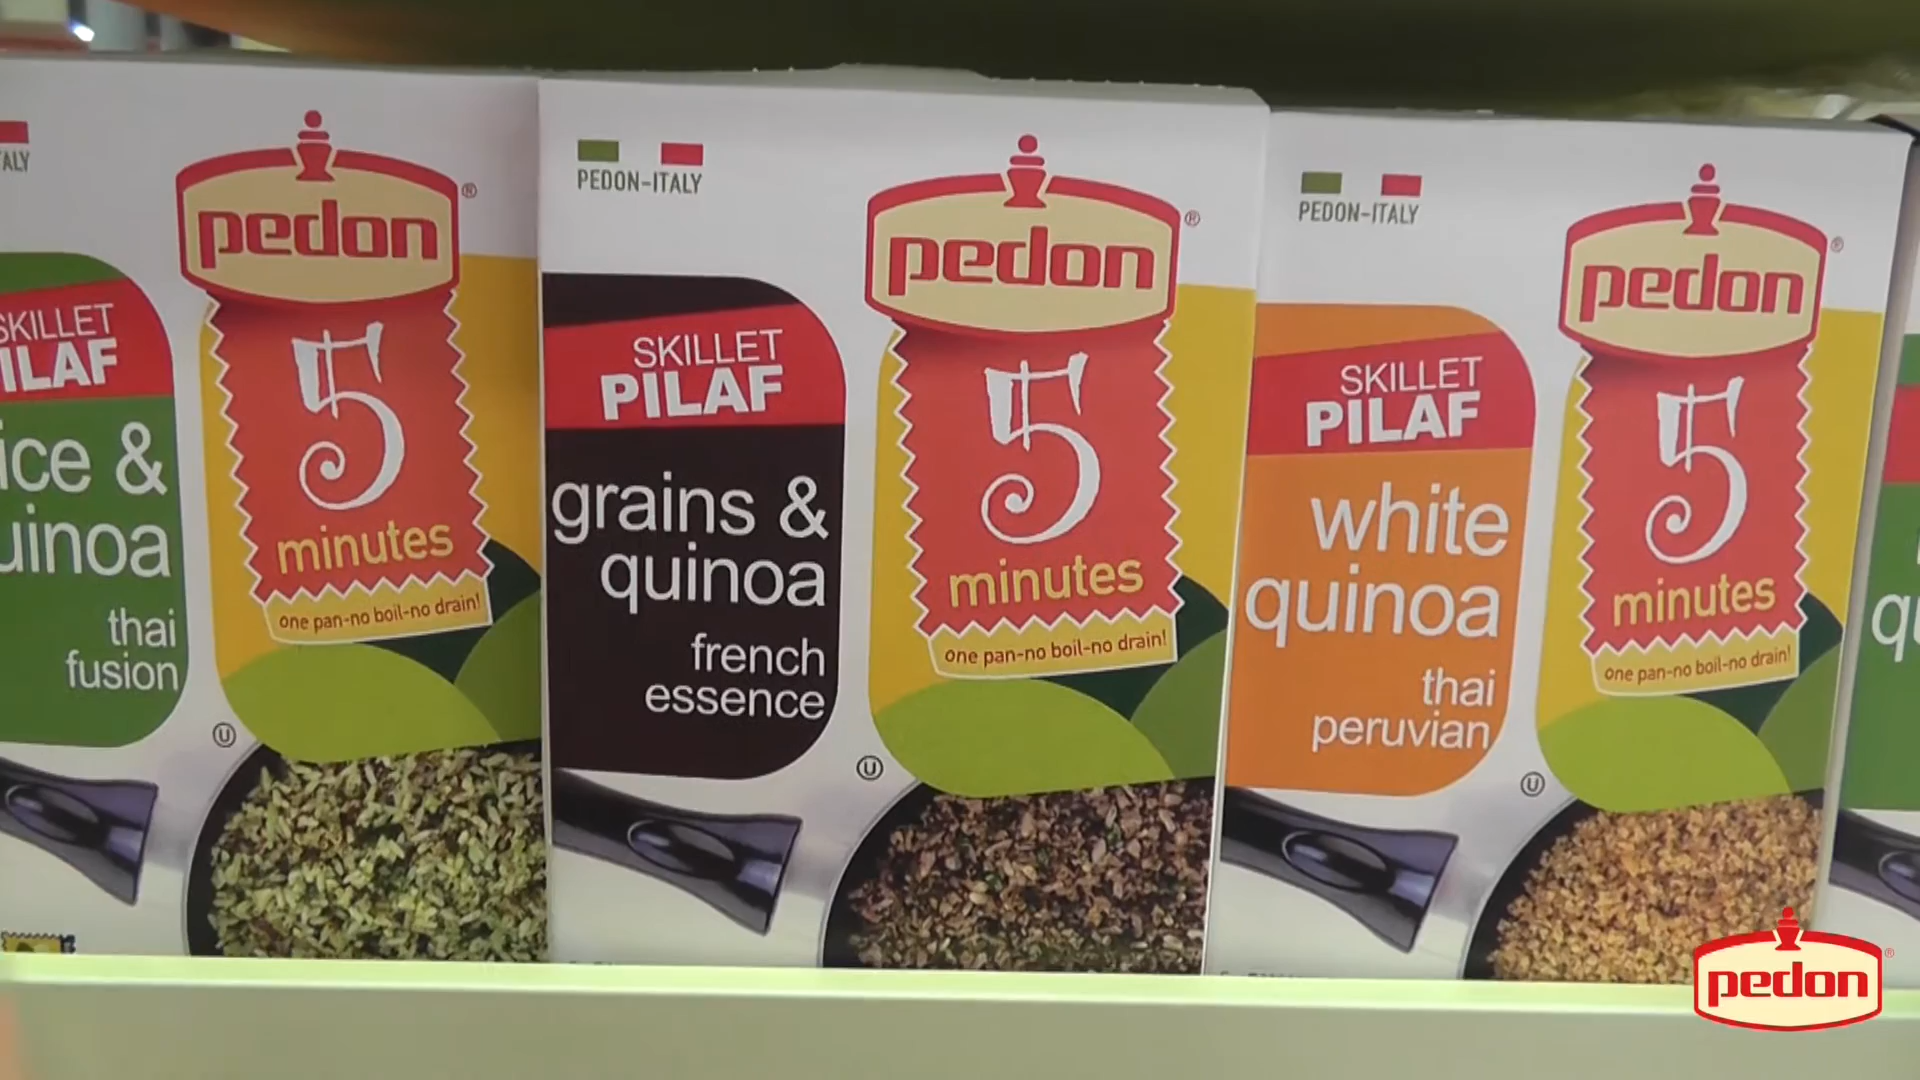 ALY
pedon
®
SKILLET
ILAF
ice &
uinoa
thai
fusion
5
minutes
one pan-no boil-no drain!
U
PEDON-ITALY
pedon
®
SKILLET
PILAF
grains &
quinoa
french
essence
5
minutes
one pan-no boil-no drain!
U
PEDON-ITALY
pedon
®
SKILLET
PILAF
white
quinoa
thai
peruvian
5
minutes
one pan-no boil-no drain!
U
qu
pedon
®